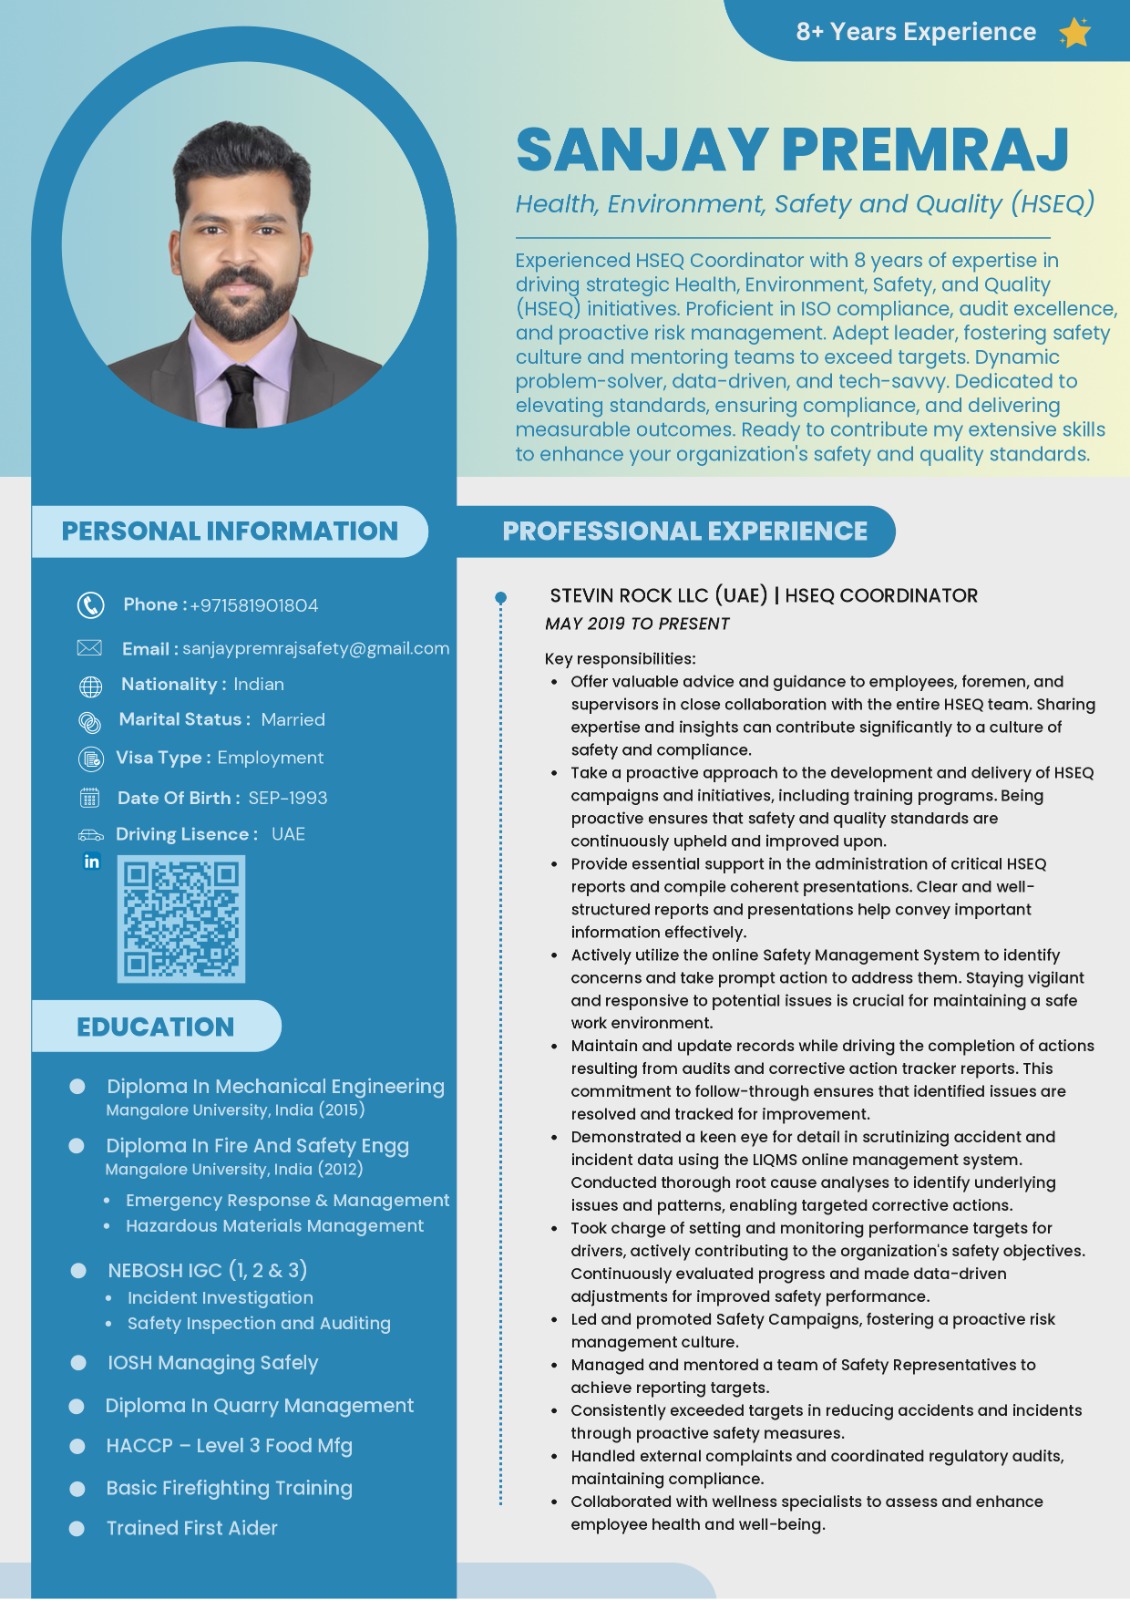 8+ Years Experience
SANJAY PREMRAJ
Health, Environment, Safety and Quality (HSEQ)
Experienced HSEQ Coordinator with 8 years of expertise in
driving strategic Health, Environment, Safety, and Quality
(HSEQ) initiatives. Proficient in ISO compliance, audit excellence,
and proactive risk management. Adept leader, fostering safety
culture and mentoring teams to exceed targets. Dynamic
problem-solver, data-driven, and tech-savvy. Dedicated to
elevating standards, ensuring compliance, and delivering
measurable outcomes. Ready to contribute my extensive skills
to enhance your organization's safety and quality standards.
PERSONAL INFORMATION
Phone : +971581901804
Email : sanjaypremrajsafety@gmail.com
Nationality : Indian
Marital Status : Married
Visa Type : Employment
Date Of Birth : SEP-1993
Driving Lisence : UAE
in
EDUCATION
Diploma In Mechanical Engineering
Mangalore University, India (2015)
Diploma In Fire And Safety Engg
Mangalore University, India (2012)
• Emergency Response & Management
• Hazardous Materials Management
NEBOSH IGC (1, 2 & 3)
• Incident Investigation
• Safety Inspection and Auditing
IOSH Managing Safely
Diploma In Quarry Management
HACCP – Level 3 Food Mfg
Basic Firefighting Training
Trained First Aider
PROFESSIONAL EXPERIENCE
STEVIN ROCK LLC (UAE) | HSEQ COORDINATOR
MAY 2019 TO PRESENT
Key responsibilities:
• Offer valuable advice and guidance to employees, foremen, and
supervisors in close collaboration with the entire HSEQ team. Sharing
expertise and insights can contribute significantly to a culture of
safety and compliance.
• Take a proactive approach to the development and delivery of HSEQ
campaigns and initiatives, including training programs. Being
proactive ensures that safety and quality standards are
continuously upheld and improved upon.
• Provide essential support in the administration of critical HSEQ
reports and compile coherent presentations. Clear and well-
structured reports and presentations help convey important
information effectively.
• Actively utilize the online Safety Management System to identify
concerns and take prompt action to address them. Staying vigilant
and responsive to potential issues is crucial for maintaining a safe
work environment.
• Maintain and update records while driving the completion of actions
resulting from audits and corrective action tracker reports. This
commitment to follow-through ensures that identified issues are
resolved and tracked for improvement.
• Demonstrated a keen eye for detail in scrutinizing accident and
incident data using the LIQMS online management system.
Conducted thorough root cause analyses to identify underlying
issues and patterns, enabling targeted corrective actions.
• Took charge of setting and monitoring performance targets for
drivers, actively contributing to the organization's safety objectives.
Continuously evaluated progress and made data-driven
adjustments for improved safety performance.
• Led and promoted Safety Campaigns, fostering a proactive risk
management culture.
• Managed and mentored a team of Safety Representatives to
achieve reporting targets.
• Consistently exceeded targets in reducing accidents and incidents
through proactive safety measures.
• Handled external complaints and coordinated regulatory audits,
maintaining compliance.
• Collaborated with wellness specialists to assess and enhance
employee health and well-being.